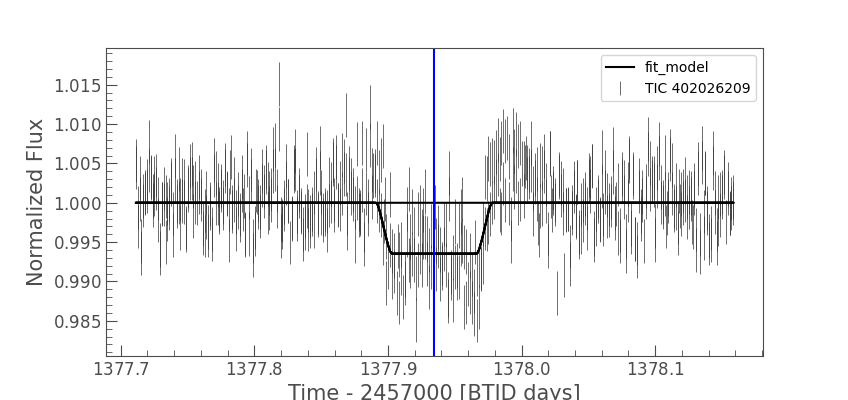 fit_model
TIC 402026209
1.015
1.010
1.005
1.000
0.995
0.990
0.985
Normalized Flux
1377.7 1377.8 1377.9 1378.0 1378.1
Time - 2457000 [BTJD days]